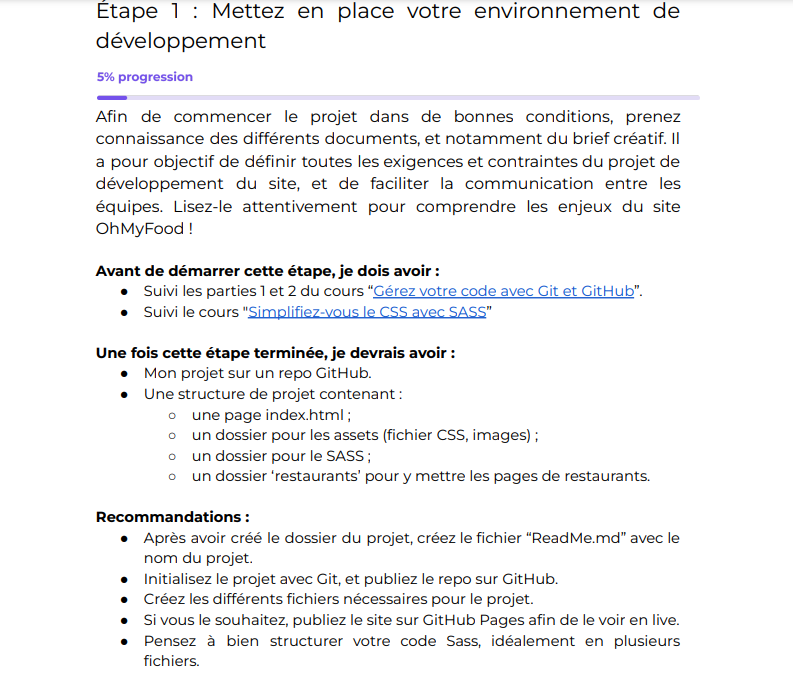 Étape 1 : Mettez en place votre environnement de
développement
5% progression
Afin de commencer le projet dans de bonnes conditions, prenez
connaissance des différents documents, et notamment du brief créatif. Il
a pour objectif de définir toutes les exigences et contraintes du projet de
développement du site, et de faciliter la communication entre les
équipes. Lisez-le attentivement pour comprendre les enjeux du site
OhMyFood !
Avant de démarrer cette étape, je dois avoir :
● Suivi les parties 1 et 2 du cours “Gérez votre code avec Git et GitHub”.
● Suivi le cours "Simplifiez-vous le CSS avec SASS”
Une fois cette étape terminée, je devrais avoir :
● Mon projet sur un repo GitHub.
● Une structure de projet contenant :
○ une page index.html ;
○ un dossier pour les assets (fichier CSS, images) ;
○ un dossier pour le SASS ;
○ un dossier ‘restaurants’ pour y mettre les pages de restaurants.
Recommandations :
● Après avoir créé le dossier du projet, créez le fichier “ReadMe.md” avec le
nom du projet.
● Initialisez le projet avec Git, et publiez le repo sur GitHub.
● Créez les différents fichiers nécessaires pour le projet.
● Si vous le souhaitez, publiez le site sur GitHub Pages afin de le voir en live.
● Pensez à bien structurer votre code Sass, idéalement en plusieurs
fichiers.